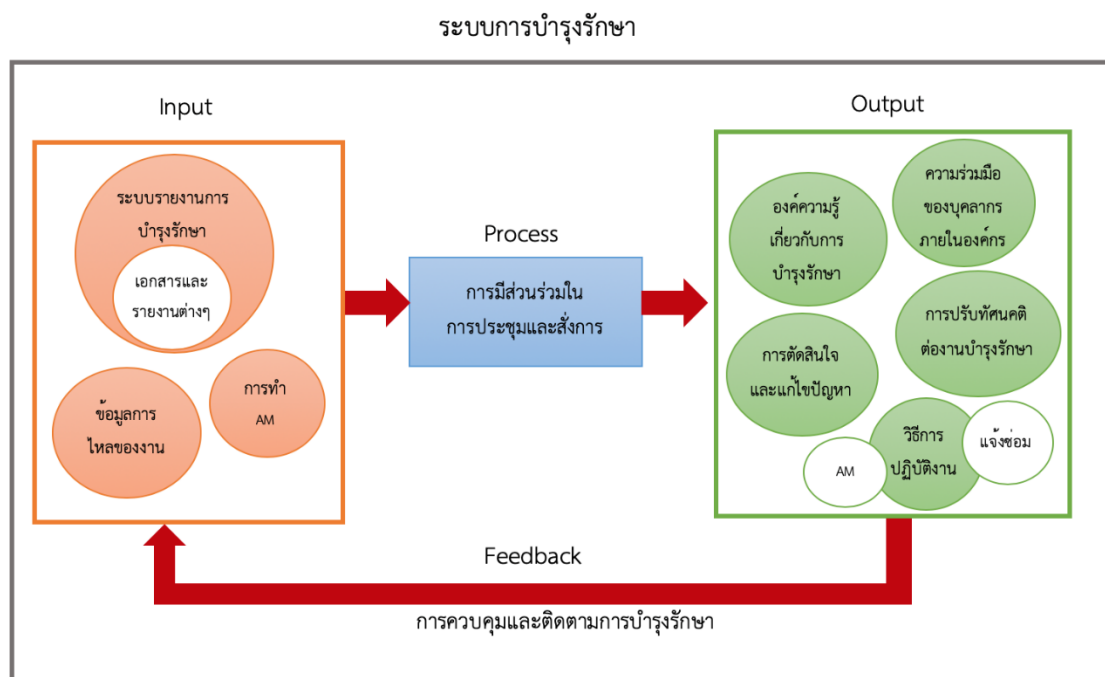 ระบบการบำรุงรักษา
Input
ระบบรายงานการ
บำรุงรักษา
เอกสารและ
รายงานต่างๆ
ข้อมูลการ
ไหลของงาน
การทำ
AM
Process
การมีส่วนร่วมใน
การประชุมและสั่งการ
Output
องค์ความรู้
เกี่ยวกับการ
บำรุงรักษา
ความร่วมมือ
ของบุคลากร
ภายในองค์กร
การตัดสินใจ
และแก้ไขปัญหา
การปรับทัศนคติ
ต่องานบำรุงรักษา
AM
วิธีการ
ปฏิบัติงาน
แจ้งซ่อม
Feedback
การควบคุมและติดตามการบำรุงรักษา